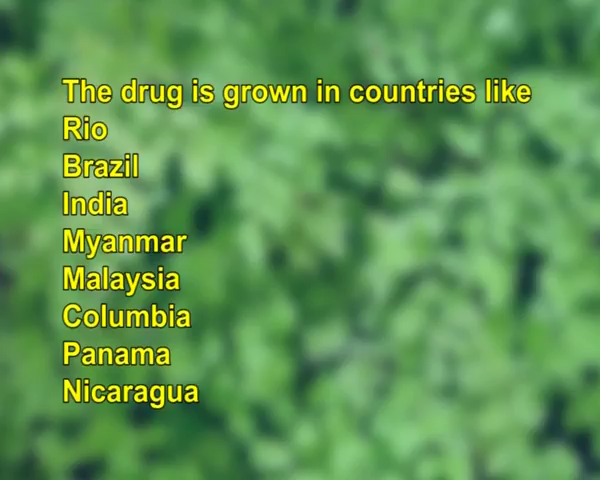 The drug is grown in countries like
Rio
Brazil
India
Myanmar
Malaysia
Columbia
Panama
Nicaragua